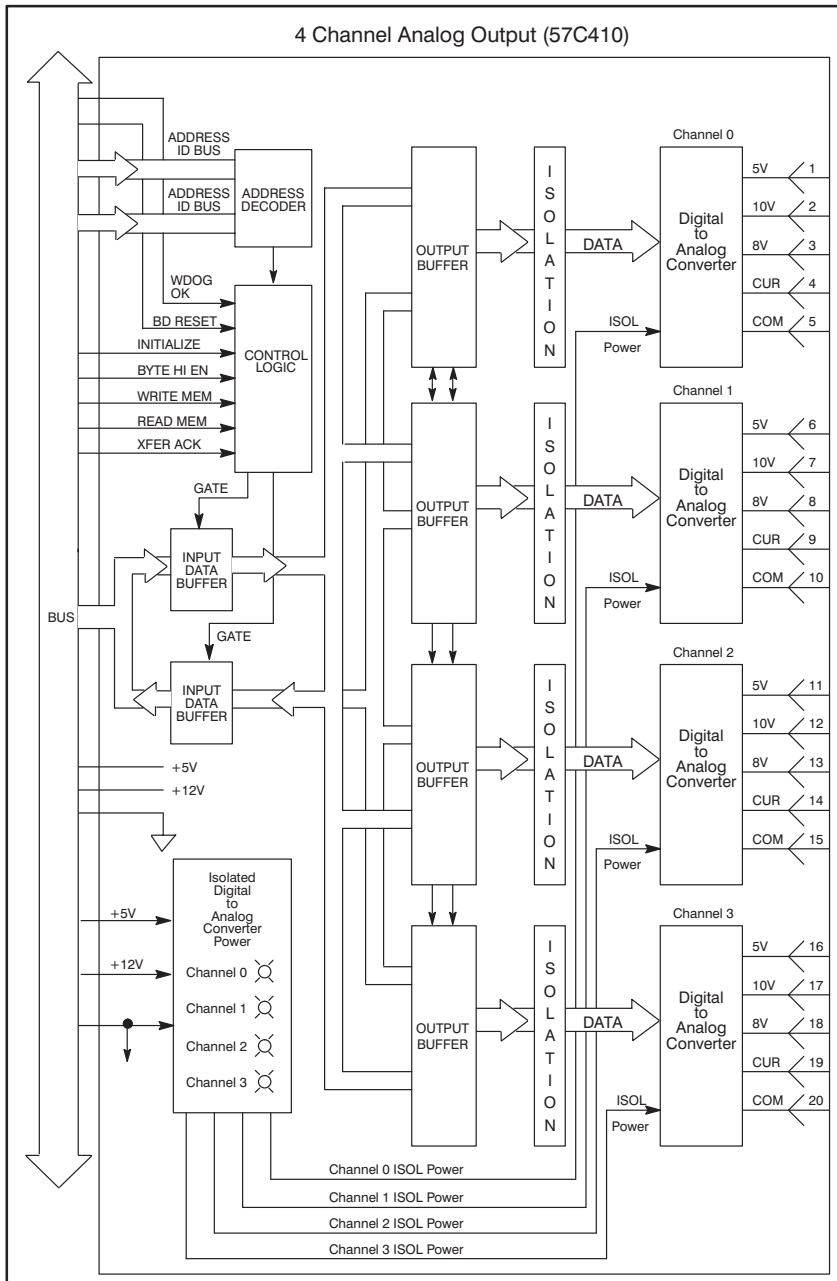 4 Channel Analog Output (57C410)
ADDRESS
ID BUS
ADDRESS
ID BUS
ADDRESS
DECODER
WDOG
OK
BD RESET
INITIALIZE
BYTE HI EN
WRITE MEM
READ MEM
XFER ACK
CONTROL
LOGIC
GATE
INPUT
DATA
BUFFER
BUS
GATE
INPUT
DATA
BUFFER
+5V
+12V
+5V
+12V
Isolated
Digital
to
Analog
Converter
Power
Channel 0
Channel 1
Channel 2
Channel 3
OUTPUT
BUFFER
ISOLATION
DATA
ISOL
Power
Channel 0
Digital
to
Analog
Converter
5V 1
10V 2
8V 3
CUR 4
COM 5
OUTPUT
BUFFER
ISOLATION
DATA
ISOL
Power
Channel 1
Digital
to
Analog
Converter
5V 6
10V 7
8V 8
CUR 9
COM 10
OUTPUT
BUFFER
ISOLATION
DATA
ISOL
Power
Channel 2
Digital
to
Analog
Converter
5V 11
10V 12
8V 13
CUR 14
COM 15
OUTPUT
BUFFER
ISOLATION
DATA
ISOL
Power
Channel 3
Digital
to
Analog
Converter
5V 16
10V 17
8V 18
CUR 19
COM 20
Channel 0 ISOL Power
Channel 1 ISOL Power
Channel 2 ISOL Power
Channel 3 ISOL Power